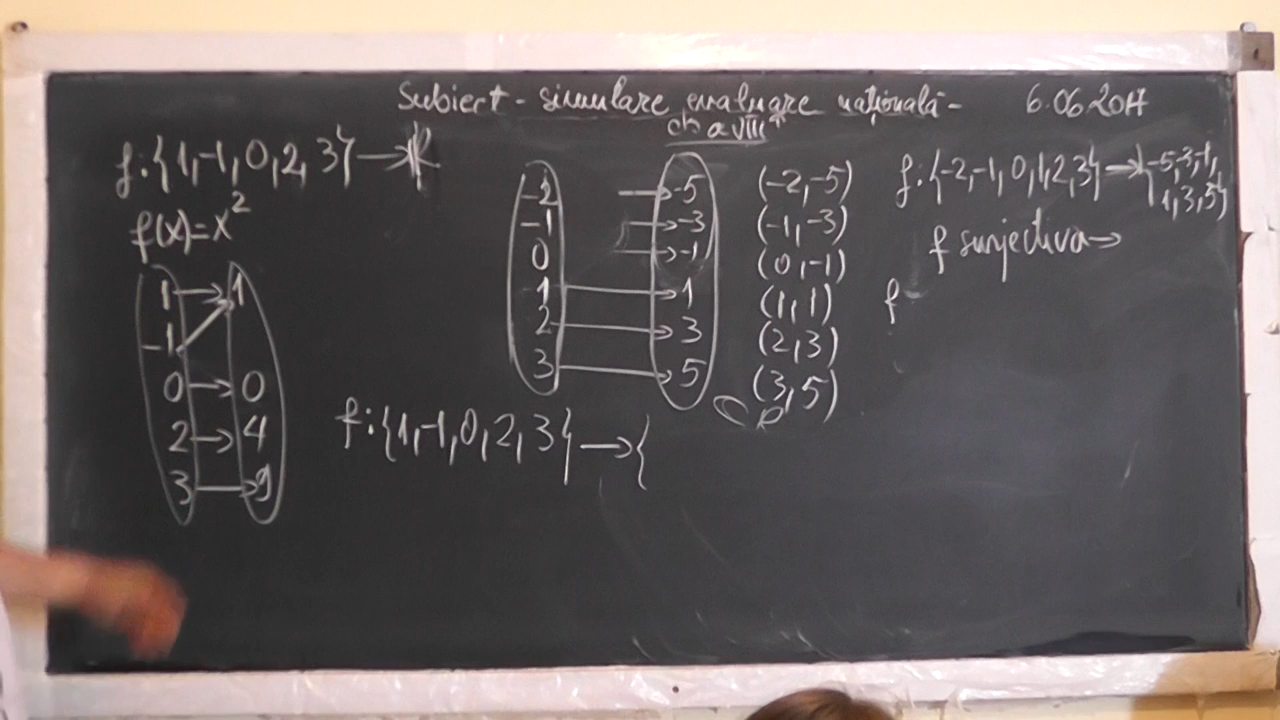 Subiect - simulare evaluare națională - 6.06.2017
cls a VIIIa
f:{1,-1,0,2,3}→R
f(x)=x²
1 → 1
-1
0 → 0
2 → 4
3 → 9
-2 → -5
-1 → -3
0 → -1
1 → 1
2 → 3
3 → 5
(-2,-5)
(-1,-3)
(0,-1)
(1,1)
(2,3)
(3,5)
f:{-2,-1,0,1,2,3}→{-5,-3,-1,
1,3,5}
f surjectiva→
f
f:{1,-1,0,2,3}→{